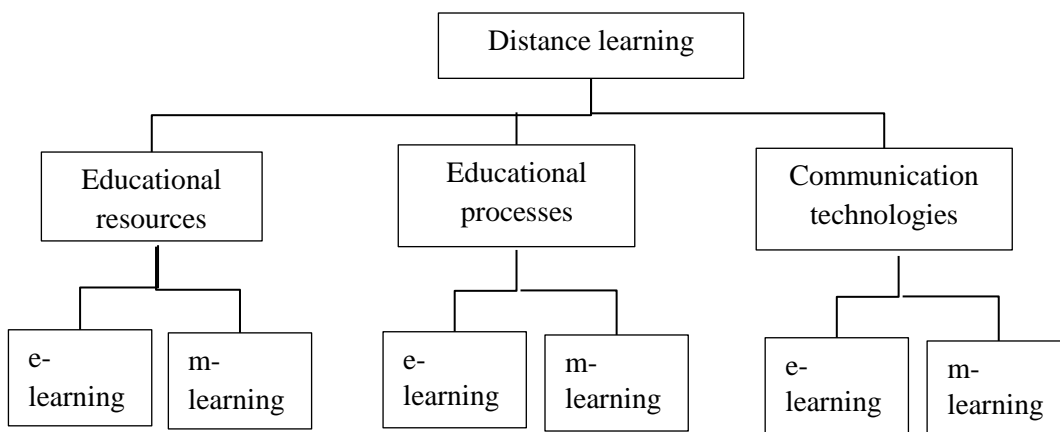 Distance learning
Educational
resources
Educational
processes
Communication
technologies
e-
learning
m-
learning
e-
learning
m-
learning
e-
learning
m-
learning